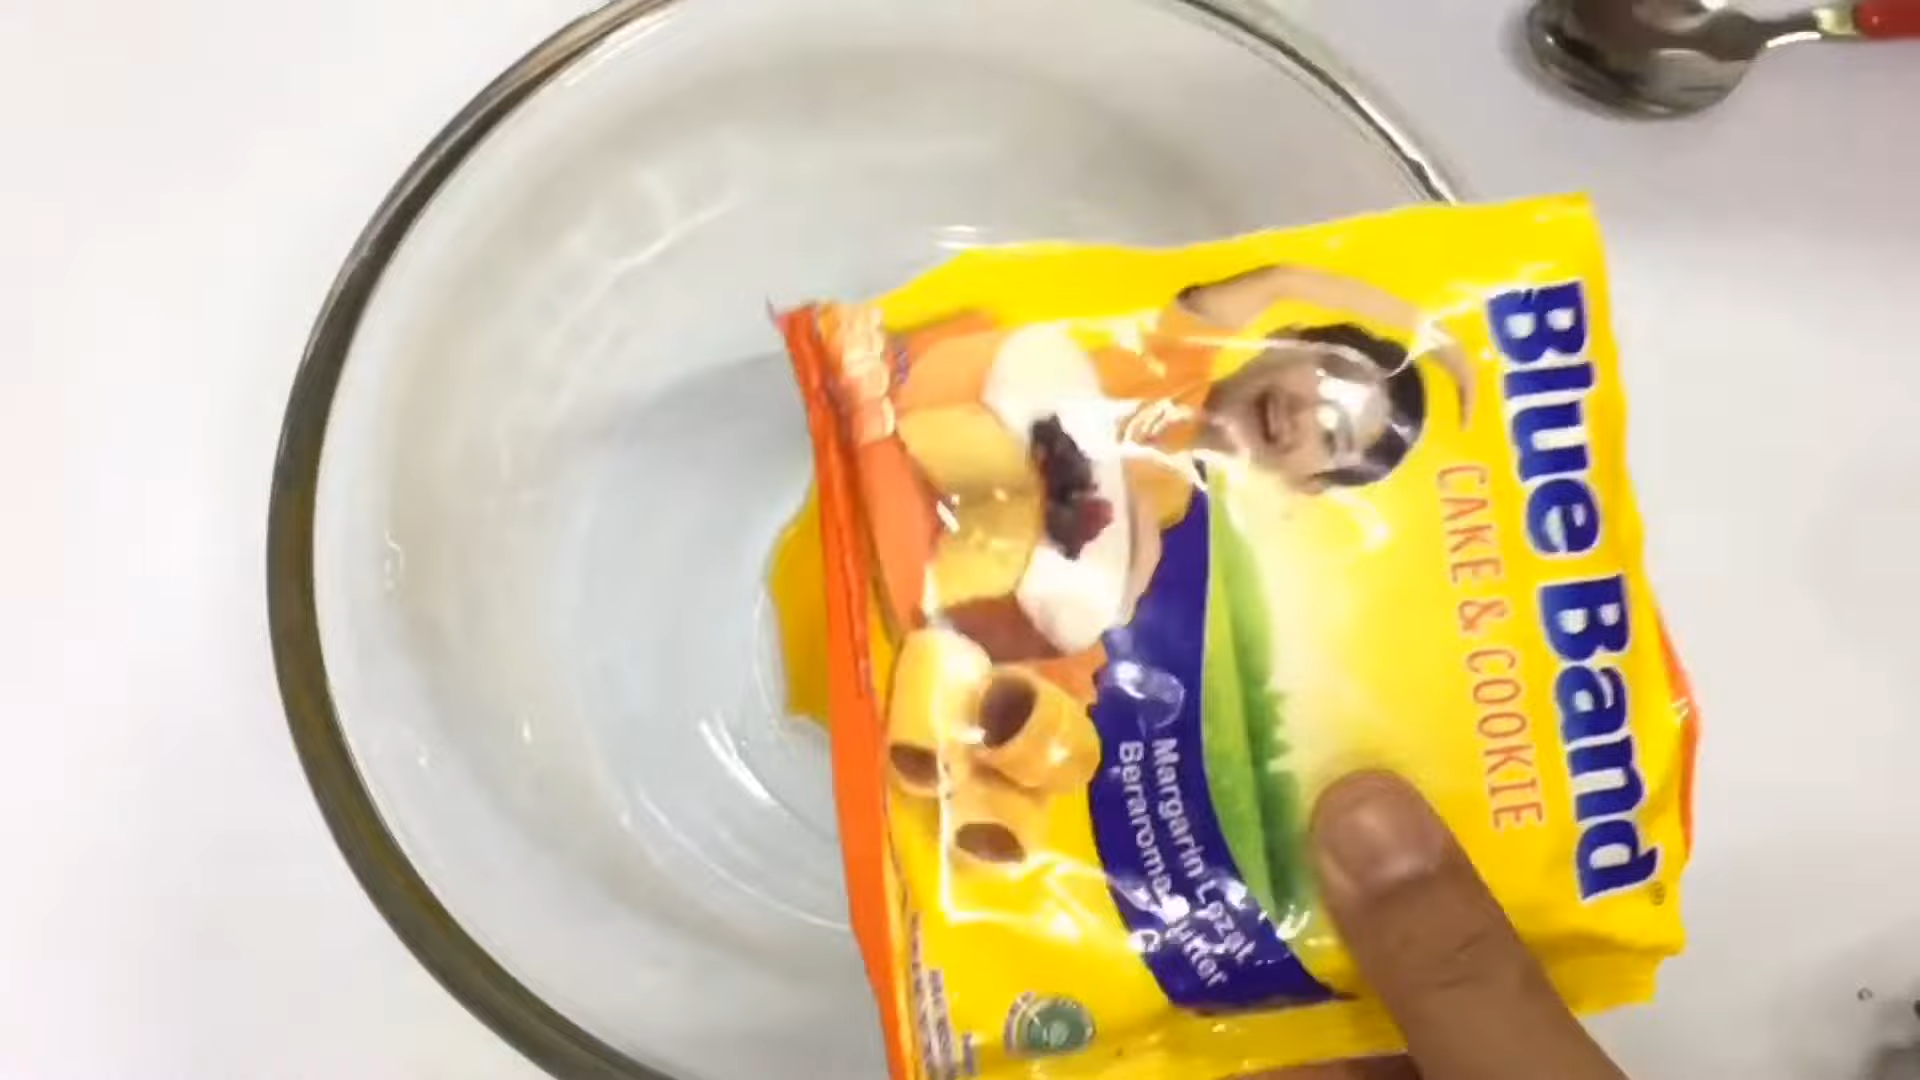 Blue Band
CAKE & COOKIE
Margarin Lezat
Beraroma Butter